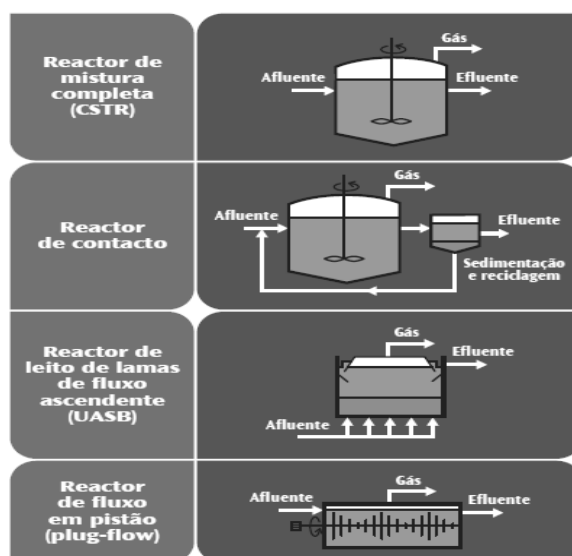 Reactor de
mistura
completa
(CSTR)
Gás
Afluente
Efluente
Reactor
de contacto
Gás
Afluente
Efluente
Sedimentação
e reciclagem
Reactor de
leito de lamas
de fluxo
ascendente
(UASB)
Gás
Efluente
Afluente
Reactor
de fluxo
em pistão
(plug-flow)
Gás
Afluente
Efluente